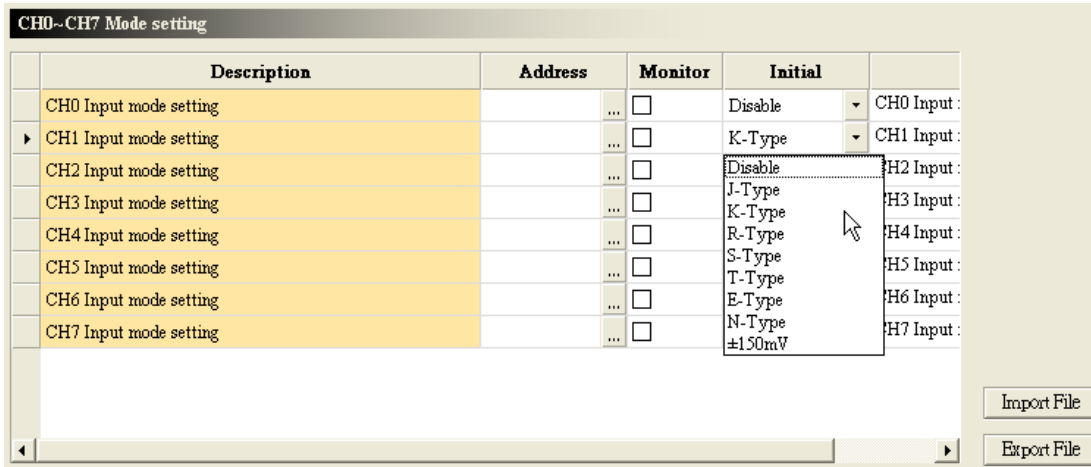 CH0~CH7 Mode setting
Description Address Monitor Initial
CH0 Input mode setting ... Disable CH0 Input :
CH1 Input mode setting ... K-Type CH1 Input :
CH2 Input mode setting ... Disable H2 Input :
CH3 Input mode setting ... J-Type H3 Input :
K-Type
CH4 Input mode setting ... R-Type H4 Input :
S-Type
CH5 Input mode setting ... T-Type H5 Input :
CH6 Input mode setting ... E-Type H6 Input :
CH7 Input mode setting ... N-Type H7 Input :
±150mV
Import File
Export File